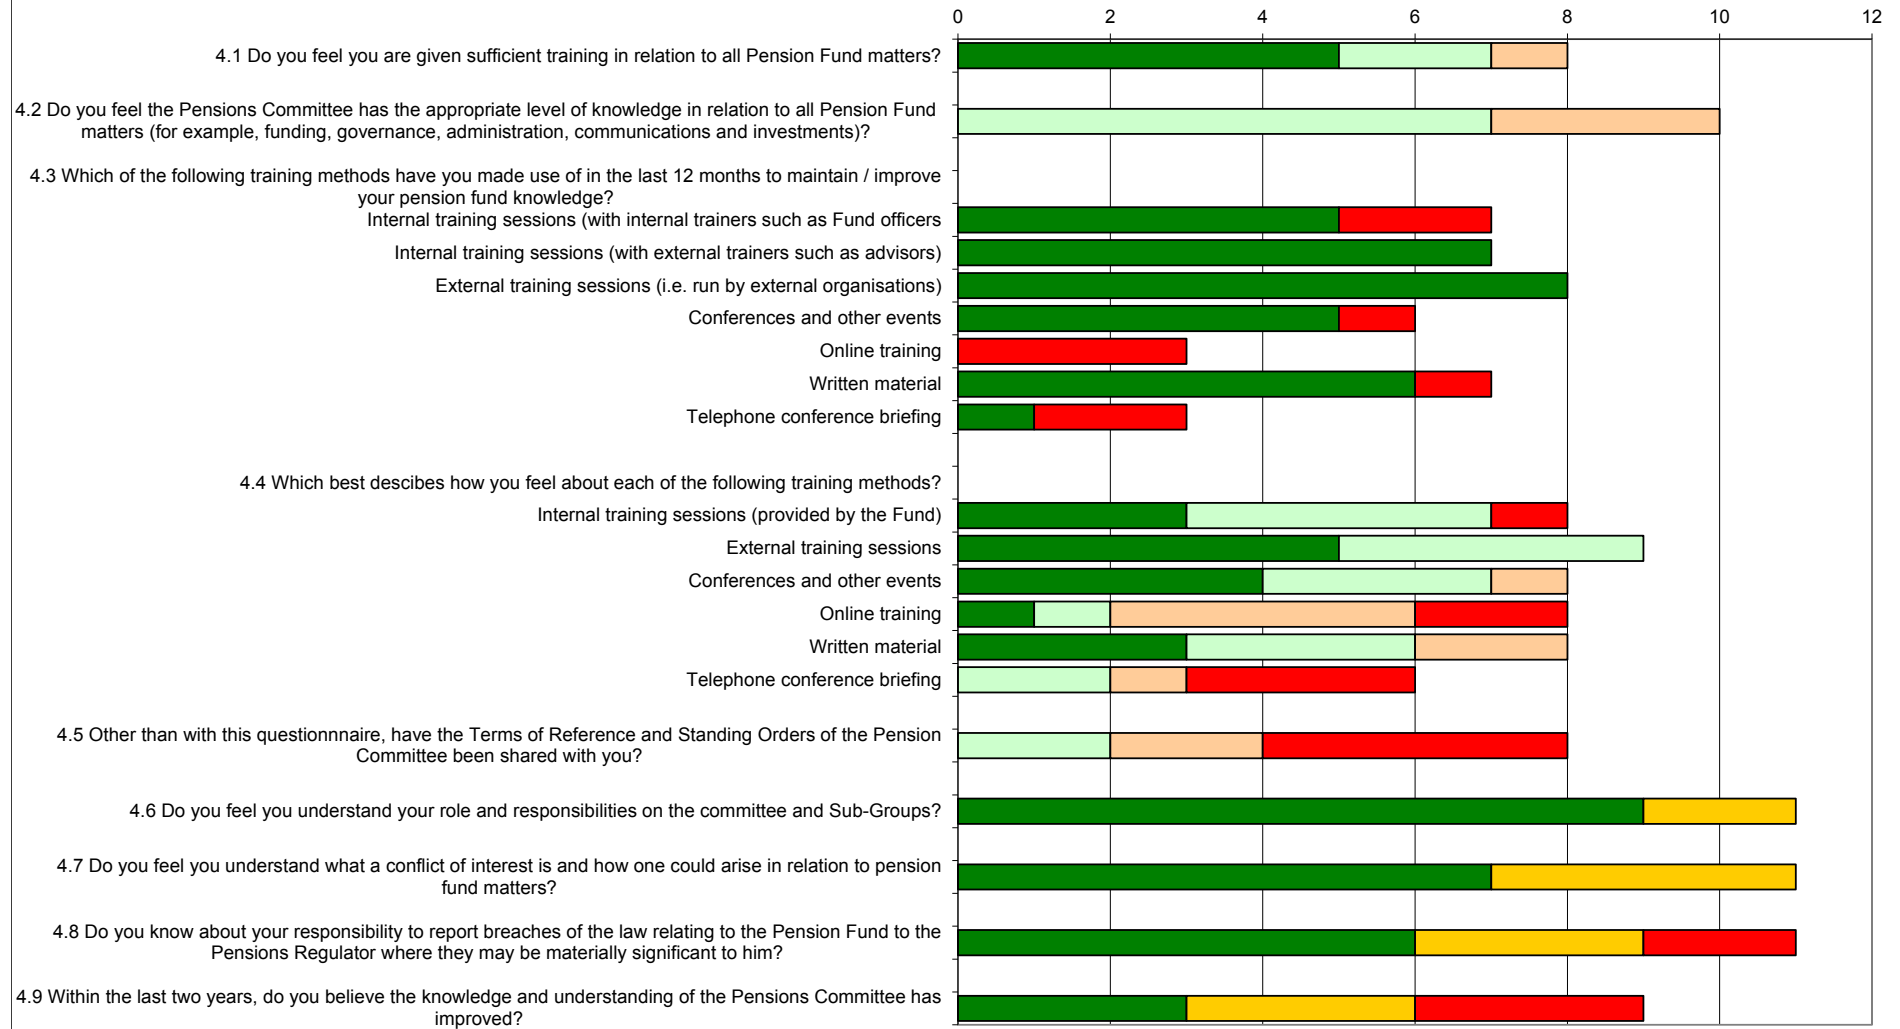 0 2 4 6 8 10 12
4.1 Do you feel you are given sufficient training in relation to all Pension Fund matters?
4.2 Do you feel the Pensions Committee has the appropriate level of knowledge in relation to all Pension Fund
matters (for example, funding, governance, administration, communications and investments)?
4.3 Which of the following training methods have you made use of in the last 12 months to maintain / improve
your pension fund knowledge?
Internal training sessions (with internal trainers such as Fund officers
Internal training sessions (with external trainers such as advisors)
External training sessions (i.e. run by external organisations)
Conferences and other events
Online training
Written material
Telephone conference briefing
4.4 Which best descibes how you feel about each of the following training methods?
Internal training sessions (provided by the Fund)
External training sessions
Conferences and other events
Online training
Written material
Telephone conference briefing
4.5 Other than with this questionnnaire, have the Terms of Reference and Standing Orders of the Pension
Committee been shared with you?
4.6 Do you feel you understand your role and responsibilities on the committee and Sub-Groups?
4.7 Do you feel you understand what a conflict of interest is and how one could arise in relation to pension
fund matters?
4.8 Do you know about your responsibility to report breaches of the law relating to the Pension Fund to the
Pensions Regulator where they may be materially significant to him?
4.9 Within the last two years, do you believe the knowledge and understanding of the Pensions Committee has
improved?